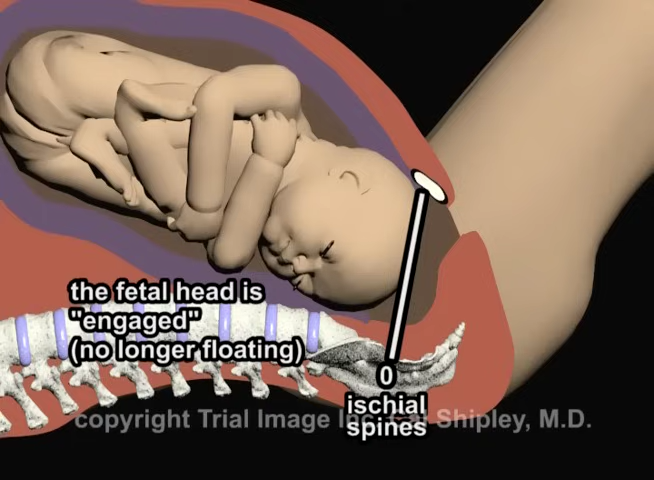 the fetal head is
"engaged"
(no longer floating)
0
ischial
spines
copyright Trial Image Shipley, M.D.